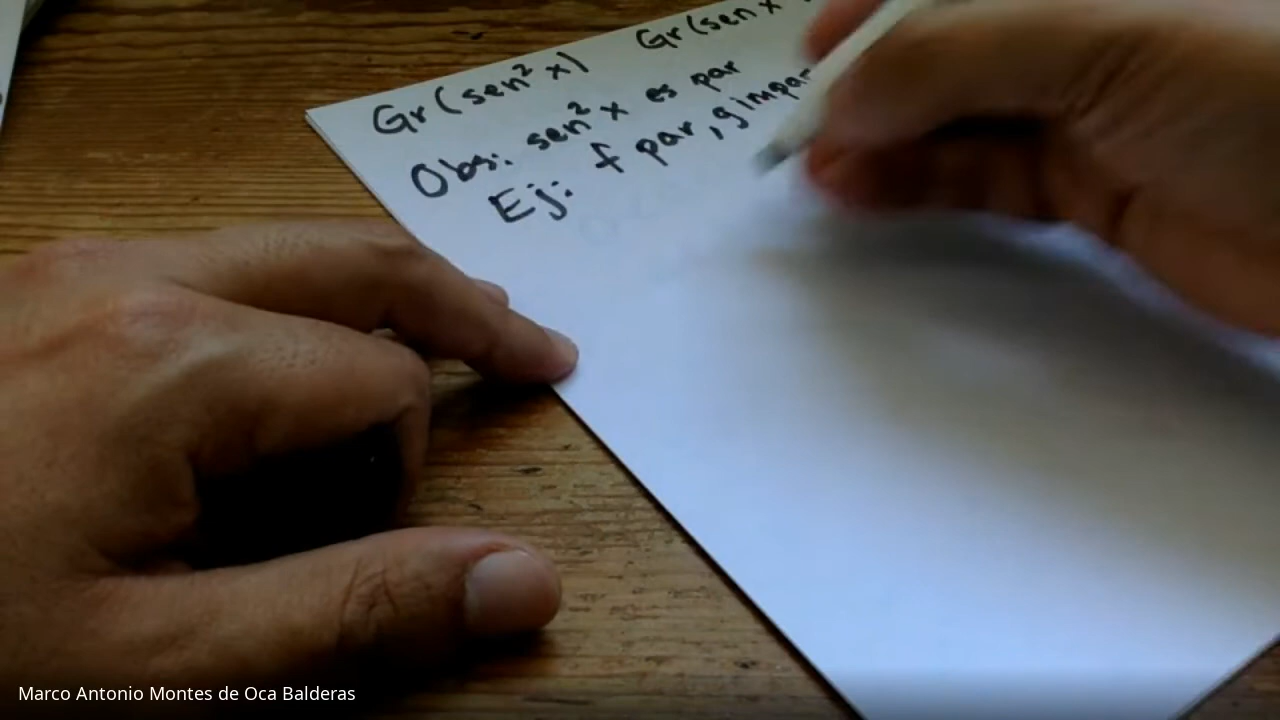 Gr(sen² x) Gr(sen x
Obs: sen² x es par
Ej: f par, g impar
Marco Antonio Montes de Oca Balderas